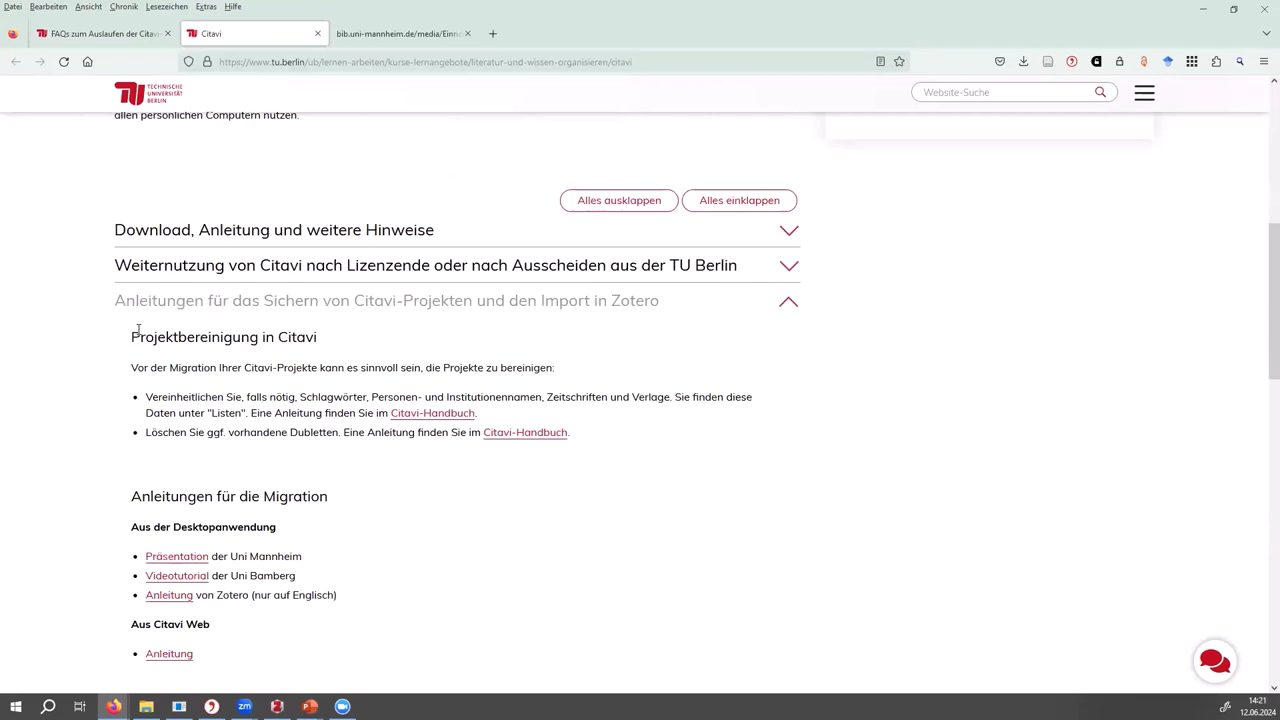 Datei Bearbeiten Ansicht Chronik Lesezeichen Extras Hilfe
FAQs zum Auslaufen der Citavi-
Citavi
bib.uni-mannheim.de/media/Einric
https://www.tu.berlin/ub/lernen-arbeiten/kurse-lernangebote/literatur-und-wissen-organisieren/citavi
TECHNISCHE
UNIVERSITÄT
BERLIN
Website-Suche
allen persönlichen Computern nutzen.
Alles ausklappen Alles einklappen
Download, Anleitung und weitere Hinweise
Weiternutzung von Citavi nach Lizenzende oder nach Ausscheiden aus der TU Berlin
Anleitungen für das Sichern von Citavi-Projekten und den Import in Zotero
Projektbereinigung in Citavi
Vor der Migration Ihrer Citavi-Projekte kann es sinnvoll sein, die Projekte zu bereinigen:
• Vereinheitlichen Sie, falls nötig, Schlagwörter, Personen- und Institutionennamen, Zeitschriften und Verlage. Sie finden diese
Daten unter "Listen". Eine Anleitung finden Sie im Citavi-Handbuch.
• Löschen Sie ggf. vorhandene Dubletten. Eine Anleitung finden Sie im Citavi-Handbuch.
Anleitungen für die Migration
Aus der Desktopanwendung
• Präsentation der Uni Mannheim
• Videotutorial der Uni Bamberg
• Anleitung von Zotero (nur auf Englisch)
Aus Citavi Web
• Anleitung
14:21
12.06.2024